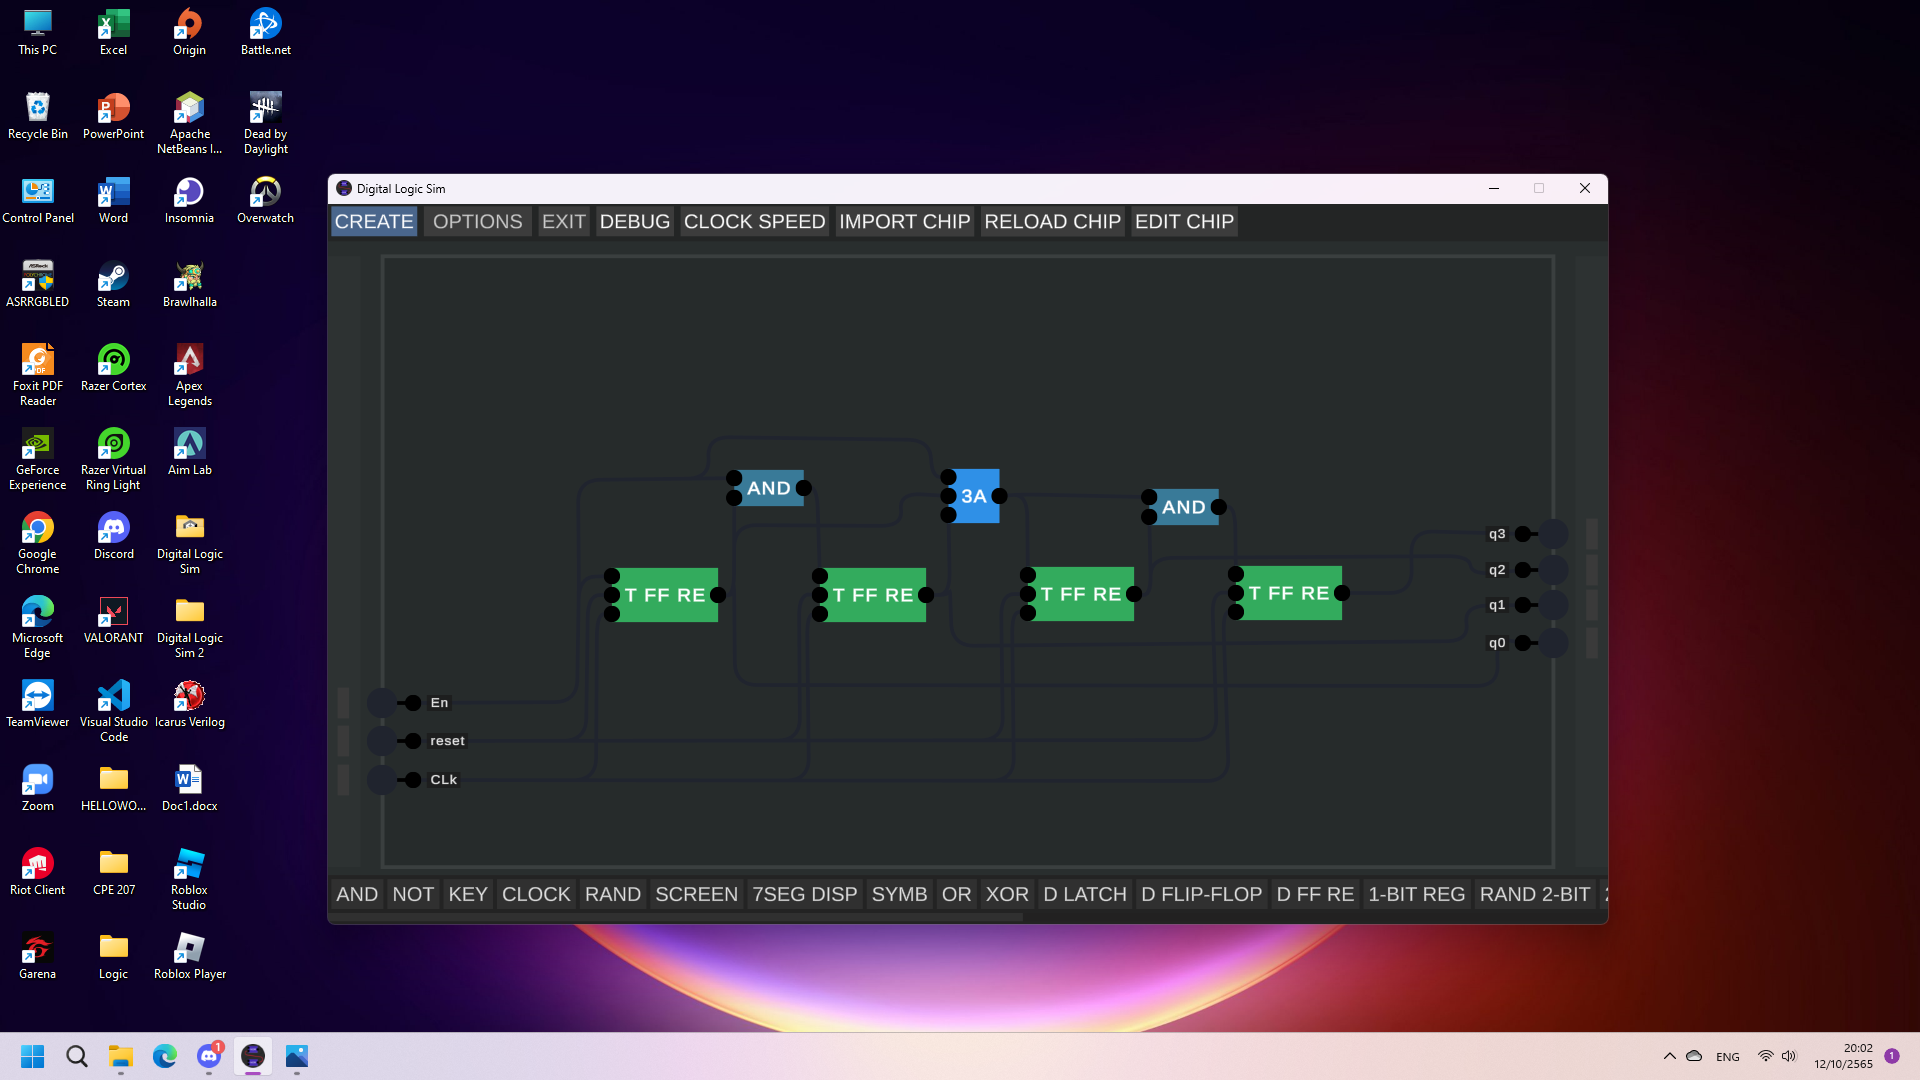 This PC
Excel
Origin
Battle.net
Recycle Bin
PowerPoint
Apache
NetBeans I...
Dead by
Daylight
Control Panel
Word
Insomnia
Overwatch
ASRRGBLED
Steam
Brawlhalla
Foxit PDF
Reader
Razer Cortex
Apex
Legends
GeForce
Experience
Razer Virtual
Ring Light
Aim Lab
Google
Chrome
Discord
Digital Logic
Sim
Microsoft
Edge
VALORANT
Digital Logic
Sim 2
TeamViewer
Visual Studio
Code
Icarus Verilog
Zoom
HELLOWO...
Doc1.docx
Riot Client
CPE 207
Roblox
Studio
Garena
Logic
Roblox Player
Digital Logic Sim
CREATE OPTIONS EXIT DEBUG CLOCK SPEED IMPORT CHIP RELOAD CHIP EDIT CHIP
AND 3A AND
T FF RE T FF RE T FF RE T FF RE
q3
q2
q1
q0
En
reset
CLk
AND NOT KEY CLOCK RAND SCREEN 7SEG DISP SYMB OR XOR D LATCH D FLIP-FLOP D FF RE 1-BIT REG RAND 2-BIT
1
ENG
20:02
12/10/2565
1